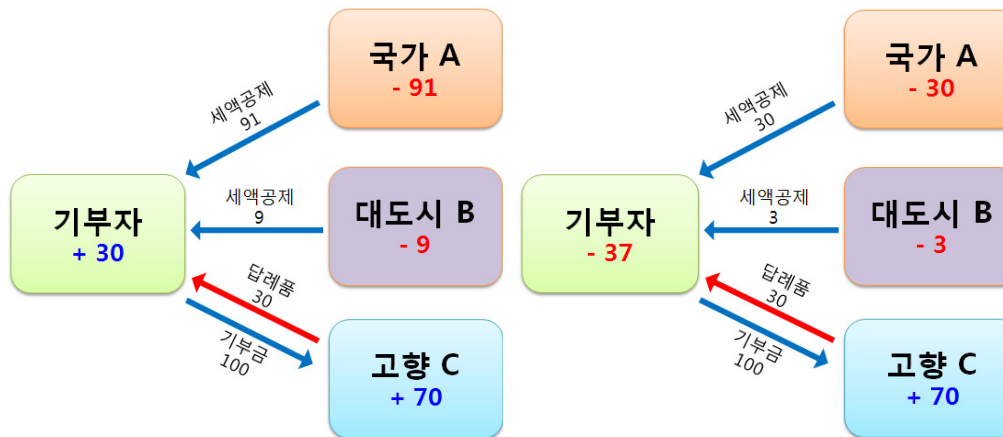 국가 A
- 91
세액공제
91
기부자
+ 30
세액공제
9
대도시 B
- 9
답례품
30
기부금
100
고향 C
+ 70
국가 A
- 30
세액공제
30
기부자
- 37
세액공제
3
대도시 B
- 3
답례품
30
기부금
100
고향 C
+ 70